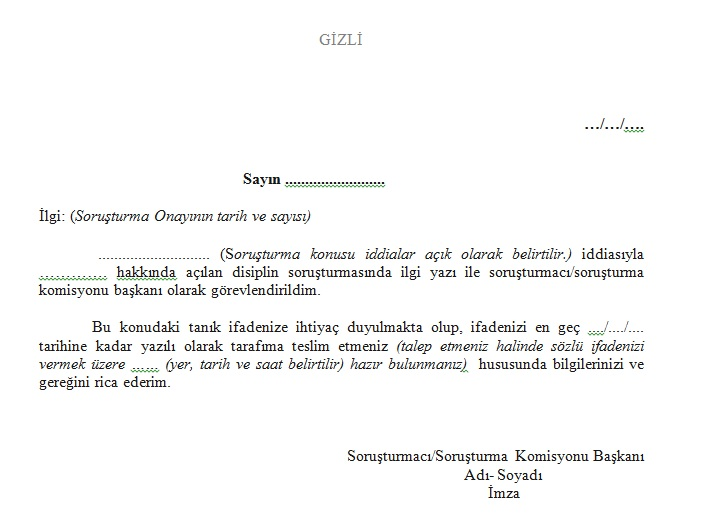 GİZLİ
…/…/….
Sayın .........................
İlgi: (Soruşturma Onayının tarih ve sayısı)
............................ (Soruşturma konusu iddialar açık olarak belirtilir.) iddiasıyla
…………. hakkında açılan disiplin soruşturmasında ilgi yazı ile soruşturmacı/soruşturma
komisyonu başkanı olarak görevlendirildim.
Bu konudaki tanık ifadenize ihtiyaç duyulmakta olup, ifadenizi en geç ..../..../....
tarihine kadar yazılı olarak tarafıma teslim etmeniz (talep etmeniz halinde sözlü ifadenizi
vermek üzere ....... (yer, tarih ve saat belirtilir) hazır bulunmanız) hususunda bilgilerinizi ve
gereğini rica ederim.
Soruşturmacı/Soruşturma Komisyonu Başkanı
Adı- Soyadı
İmza